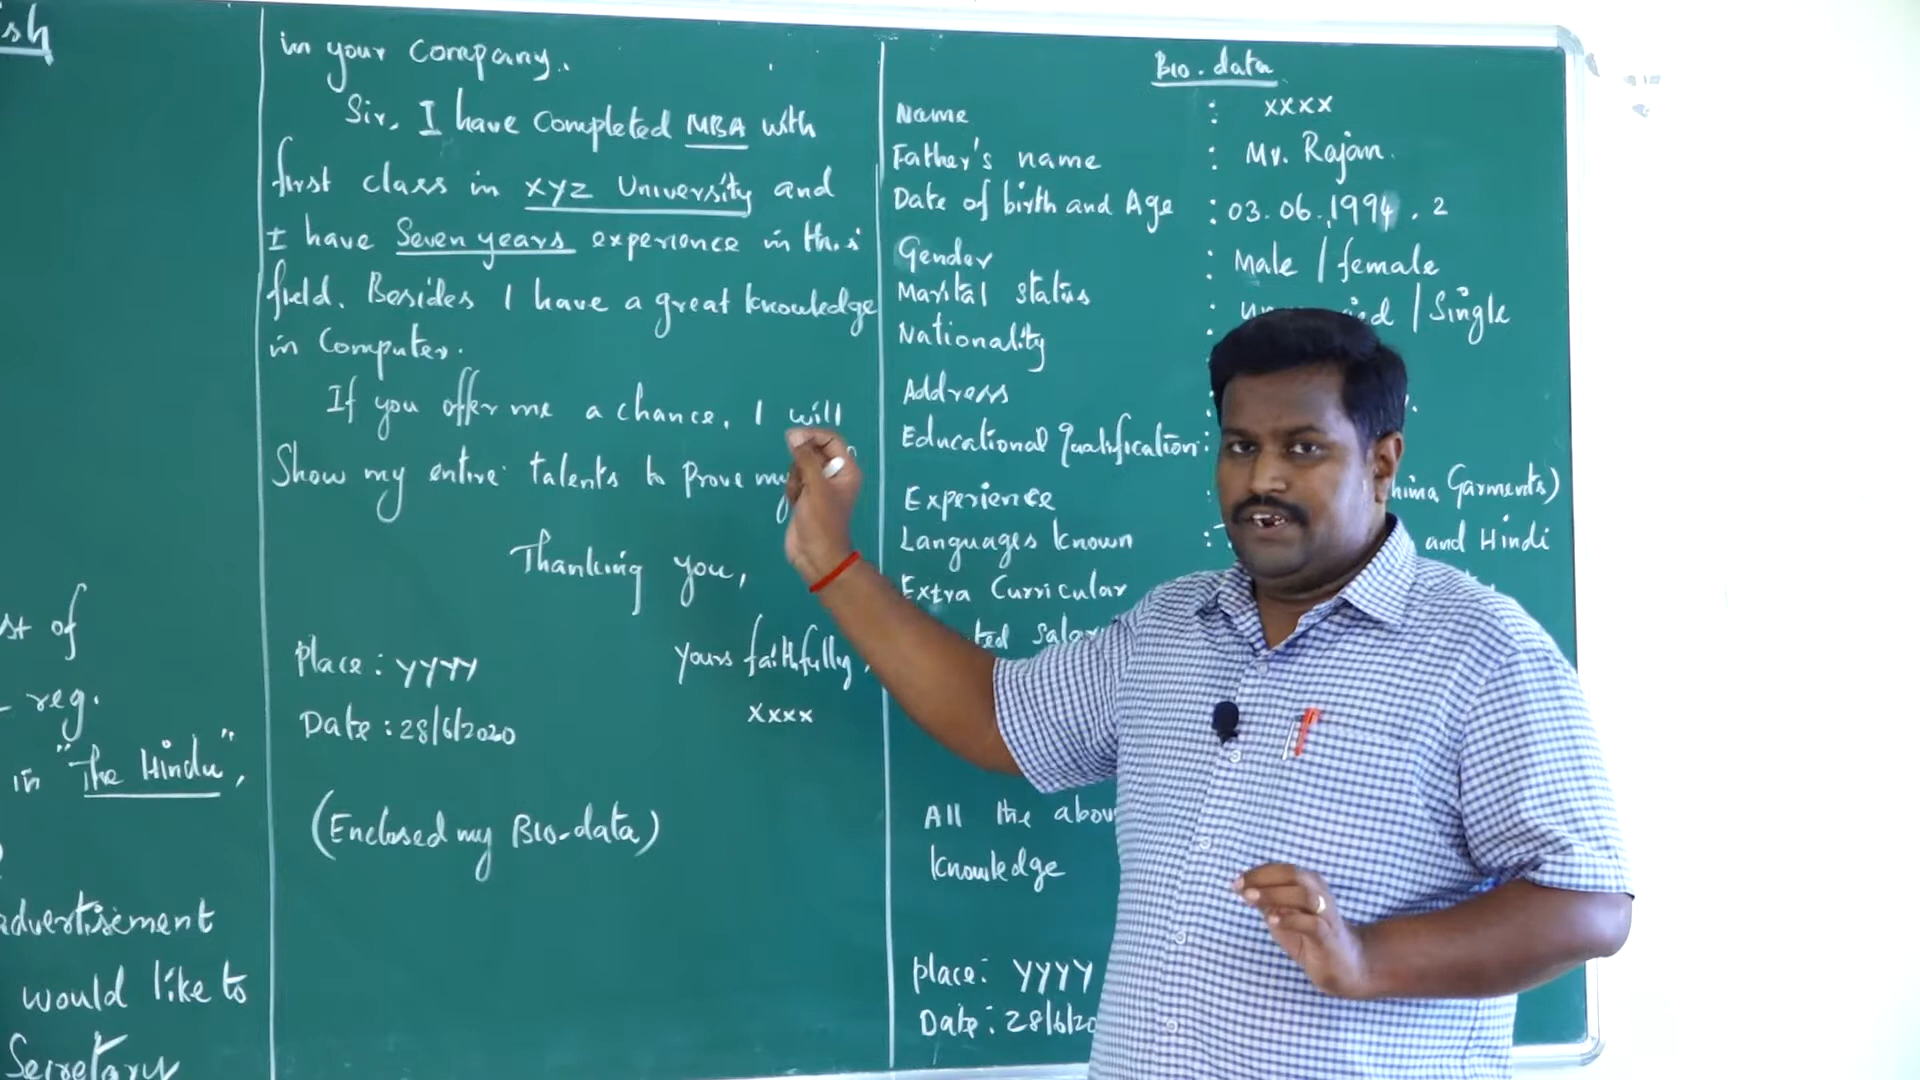 ish
st of
- reg.
in "The Hindu",
advertisement
would like to
Secretary
in your company.
Sir, I have completed MBA with
first class in XYZ University and
I have Seven years experience in this
field. Besides I have a great knowledge
in Computer.
If you offer me a chance, I will
Show my entire talents to prove my
Thanking you,
Place: YYYY
yours faithfully,
Date: 28/6/2020
xxxx
(Enclosed my Bio-data)
Bio.data
Name : xxxx
Father's name : Mr. Rajan.
Date of birth and Age : 03.06.1994, 2
Gender : Male / female
Marital status : / Single
Nationality :
Address :
Educational Qualification :
Experience : Garments)
Languages known : and Hindi
Extra Curricular
Salary
All the above
knowledge
Place: YYYY
Date: 28/6/20